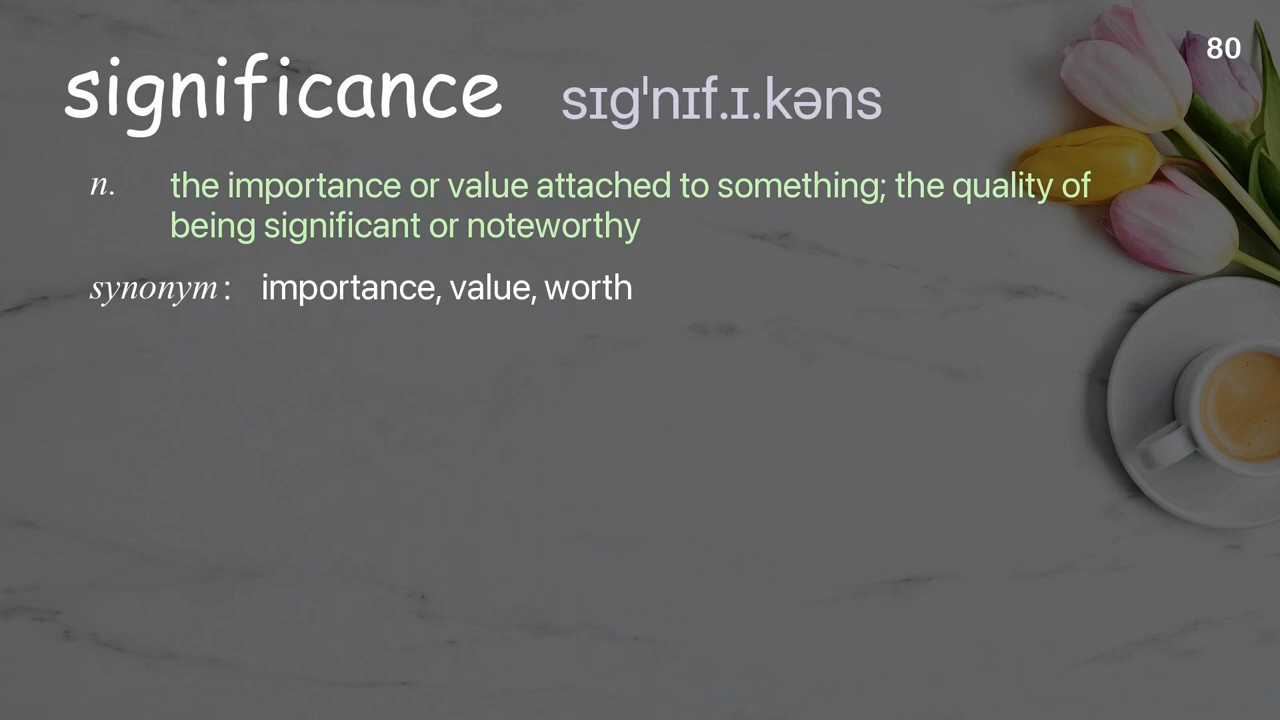 80
significance sɪɡˈnɪf.ɪ.kəns
n. the importance or value attached to something; the quality of
being significant or noteworthy
synonym: importance, value, worth